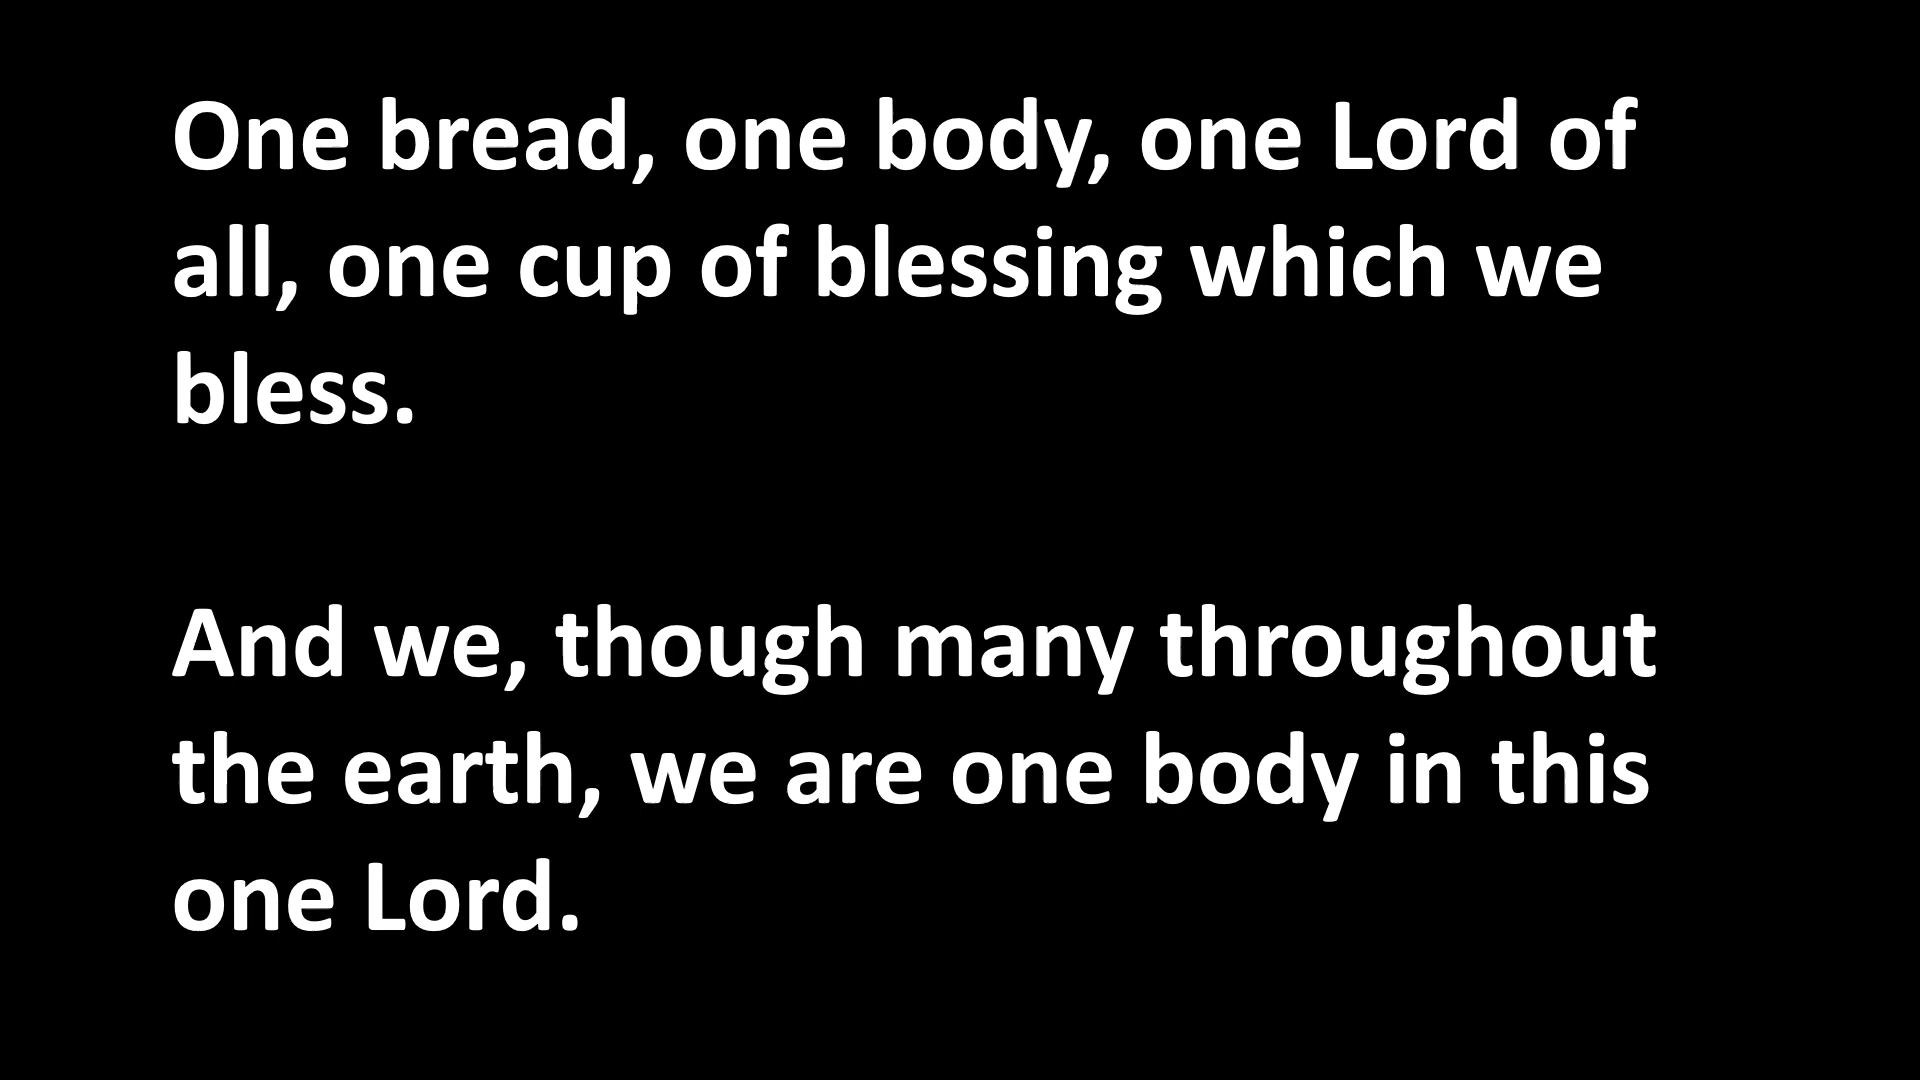 One bread, one body, one Lord of
all, one cup of blessing which we
bless.
And we, though many throughout
the earth, we are one body in this
one Lord.